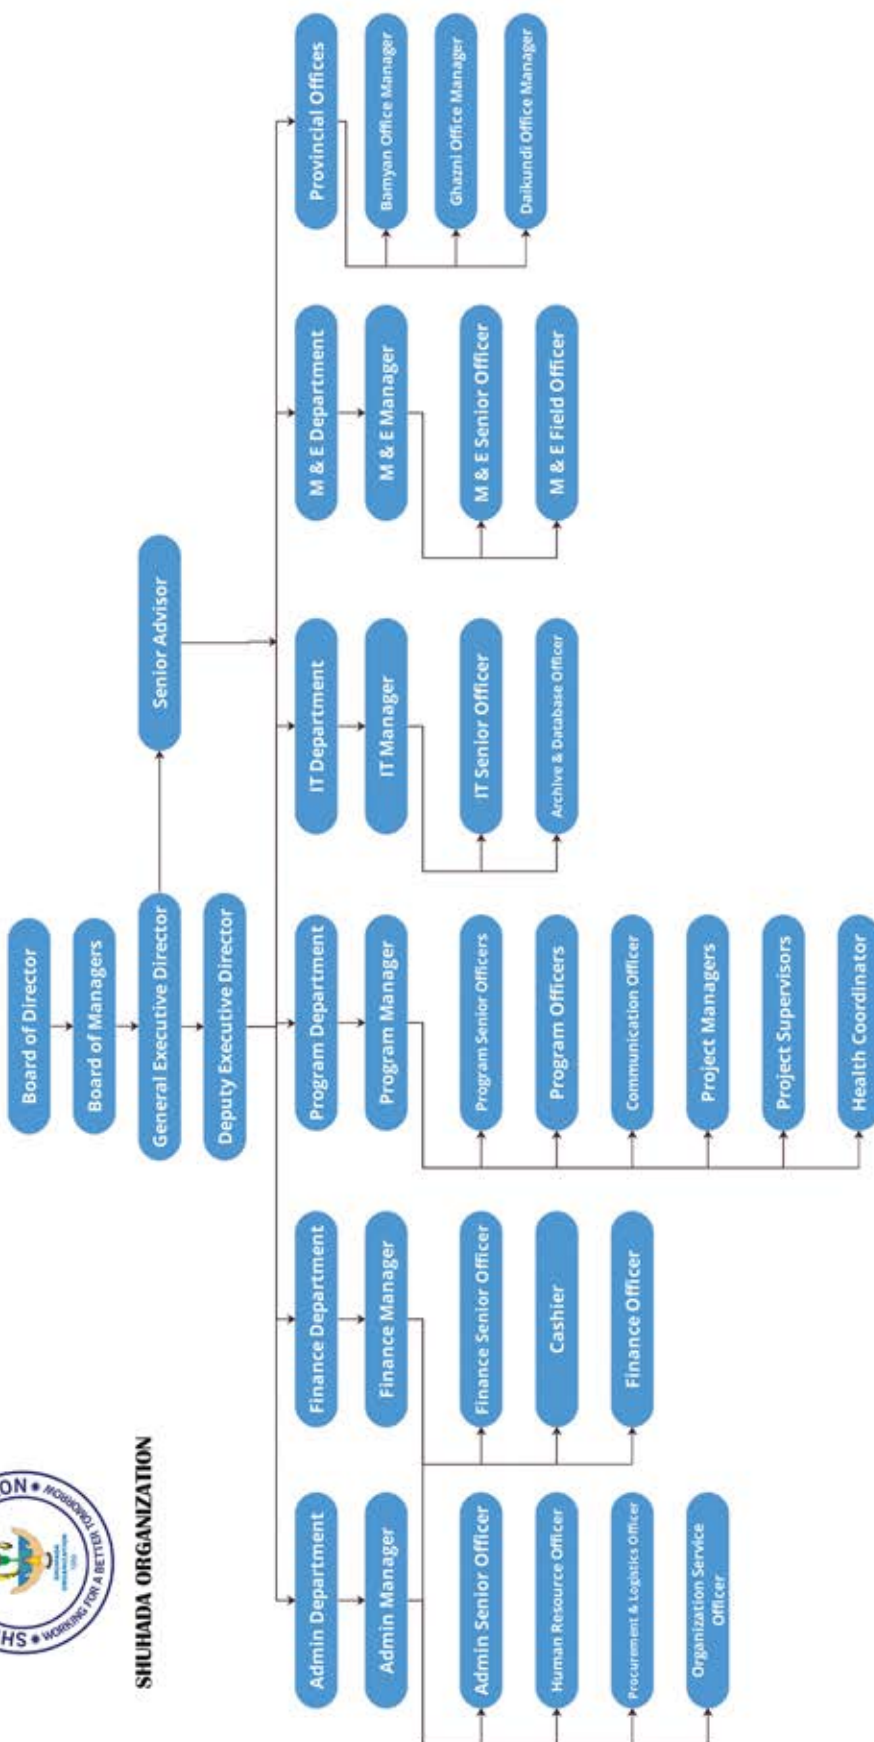 SHUHADA ORGANIZATION
1989
WORKING FOR A BETTER TOMORROW
SHUHADA ORGANIZATION
Board of Director
Board of Managers
General Executive Director
Senior Advisor
Deputy Executive Director
Admin Department
Finance Department
Program Department
IT Department
M & E Department
Provincial Offices
Admin Manager
Finance Manager
Program Manager
IT Manager
M & E Manager
Bamyan Office Manager
Ghazni Office Manager
Daikundi Office Manager
Admin Senior Officer
Human Resource Officer
Procurement & Logistics Officer
Organization Service
Officer
Finance Senior Officer
Cashier
Finance Officer
Program Senior Officers
Program Officers
Communication Officer
Project Managers
Project Supervisors
Health Coordinator
IT Senior Officer
Archive & Database Officer
M & E Senior Officer
M & E Field Officer